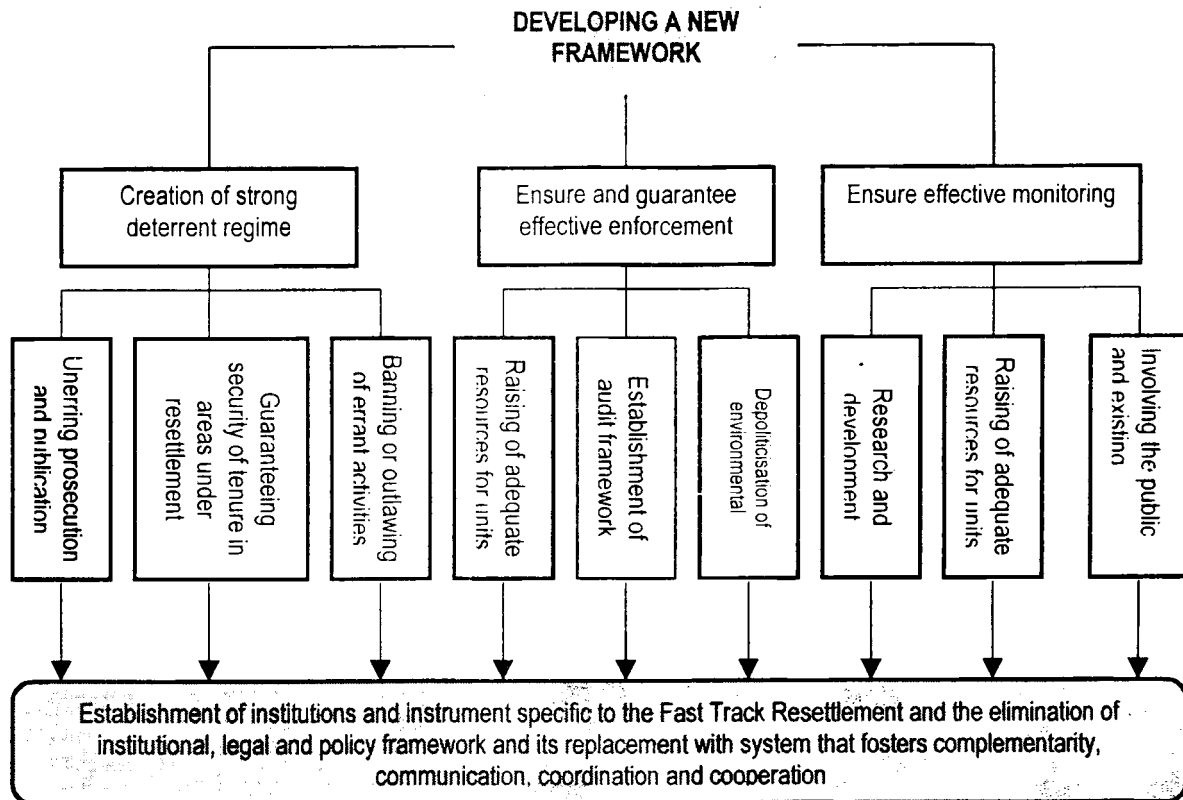 DEVELOPING A NEW
FRAMEWORK
Creation of strong
deterrent regime
Ensure and guarantee
effective enforcement
Ensure effective monitoring
Unerring prosecution
and publication
Guaranteeing
security of tenure in
areas under
resettlement
Banning or outlawing
of errant activities
Raising of adequate
resources for units
Establishment of
audit framework
Depoliticisation of
environmental
Research and
development
Raising of adequate
resources for units
Involving the public
and existing
Establishment of institutions and instrument specific to the Fast Track Resettlement and the elimination of
institutional, legal and policy framework and its replacement with system that fosters complementarity,
communication, coordination and cooperation